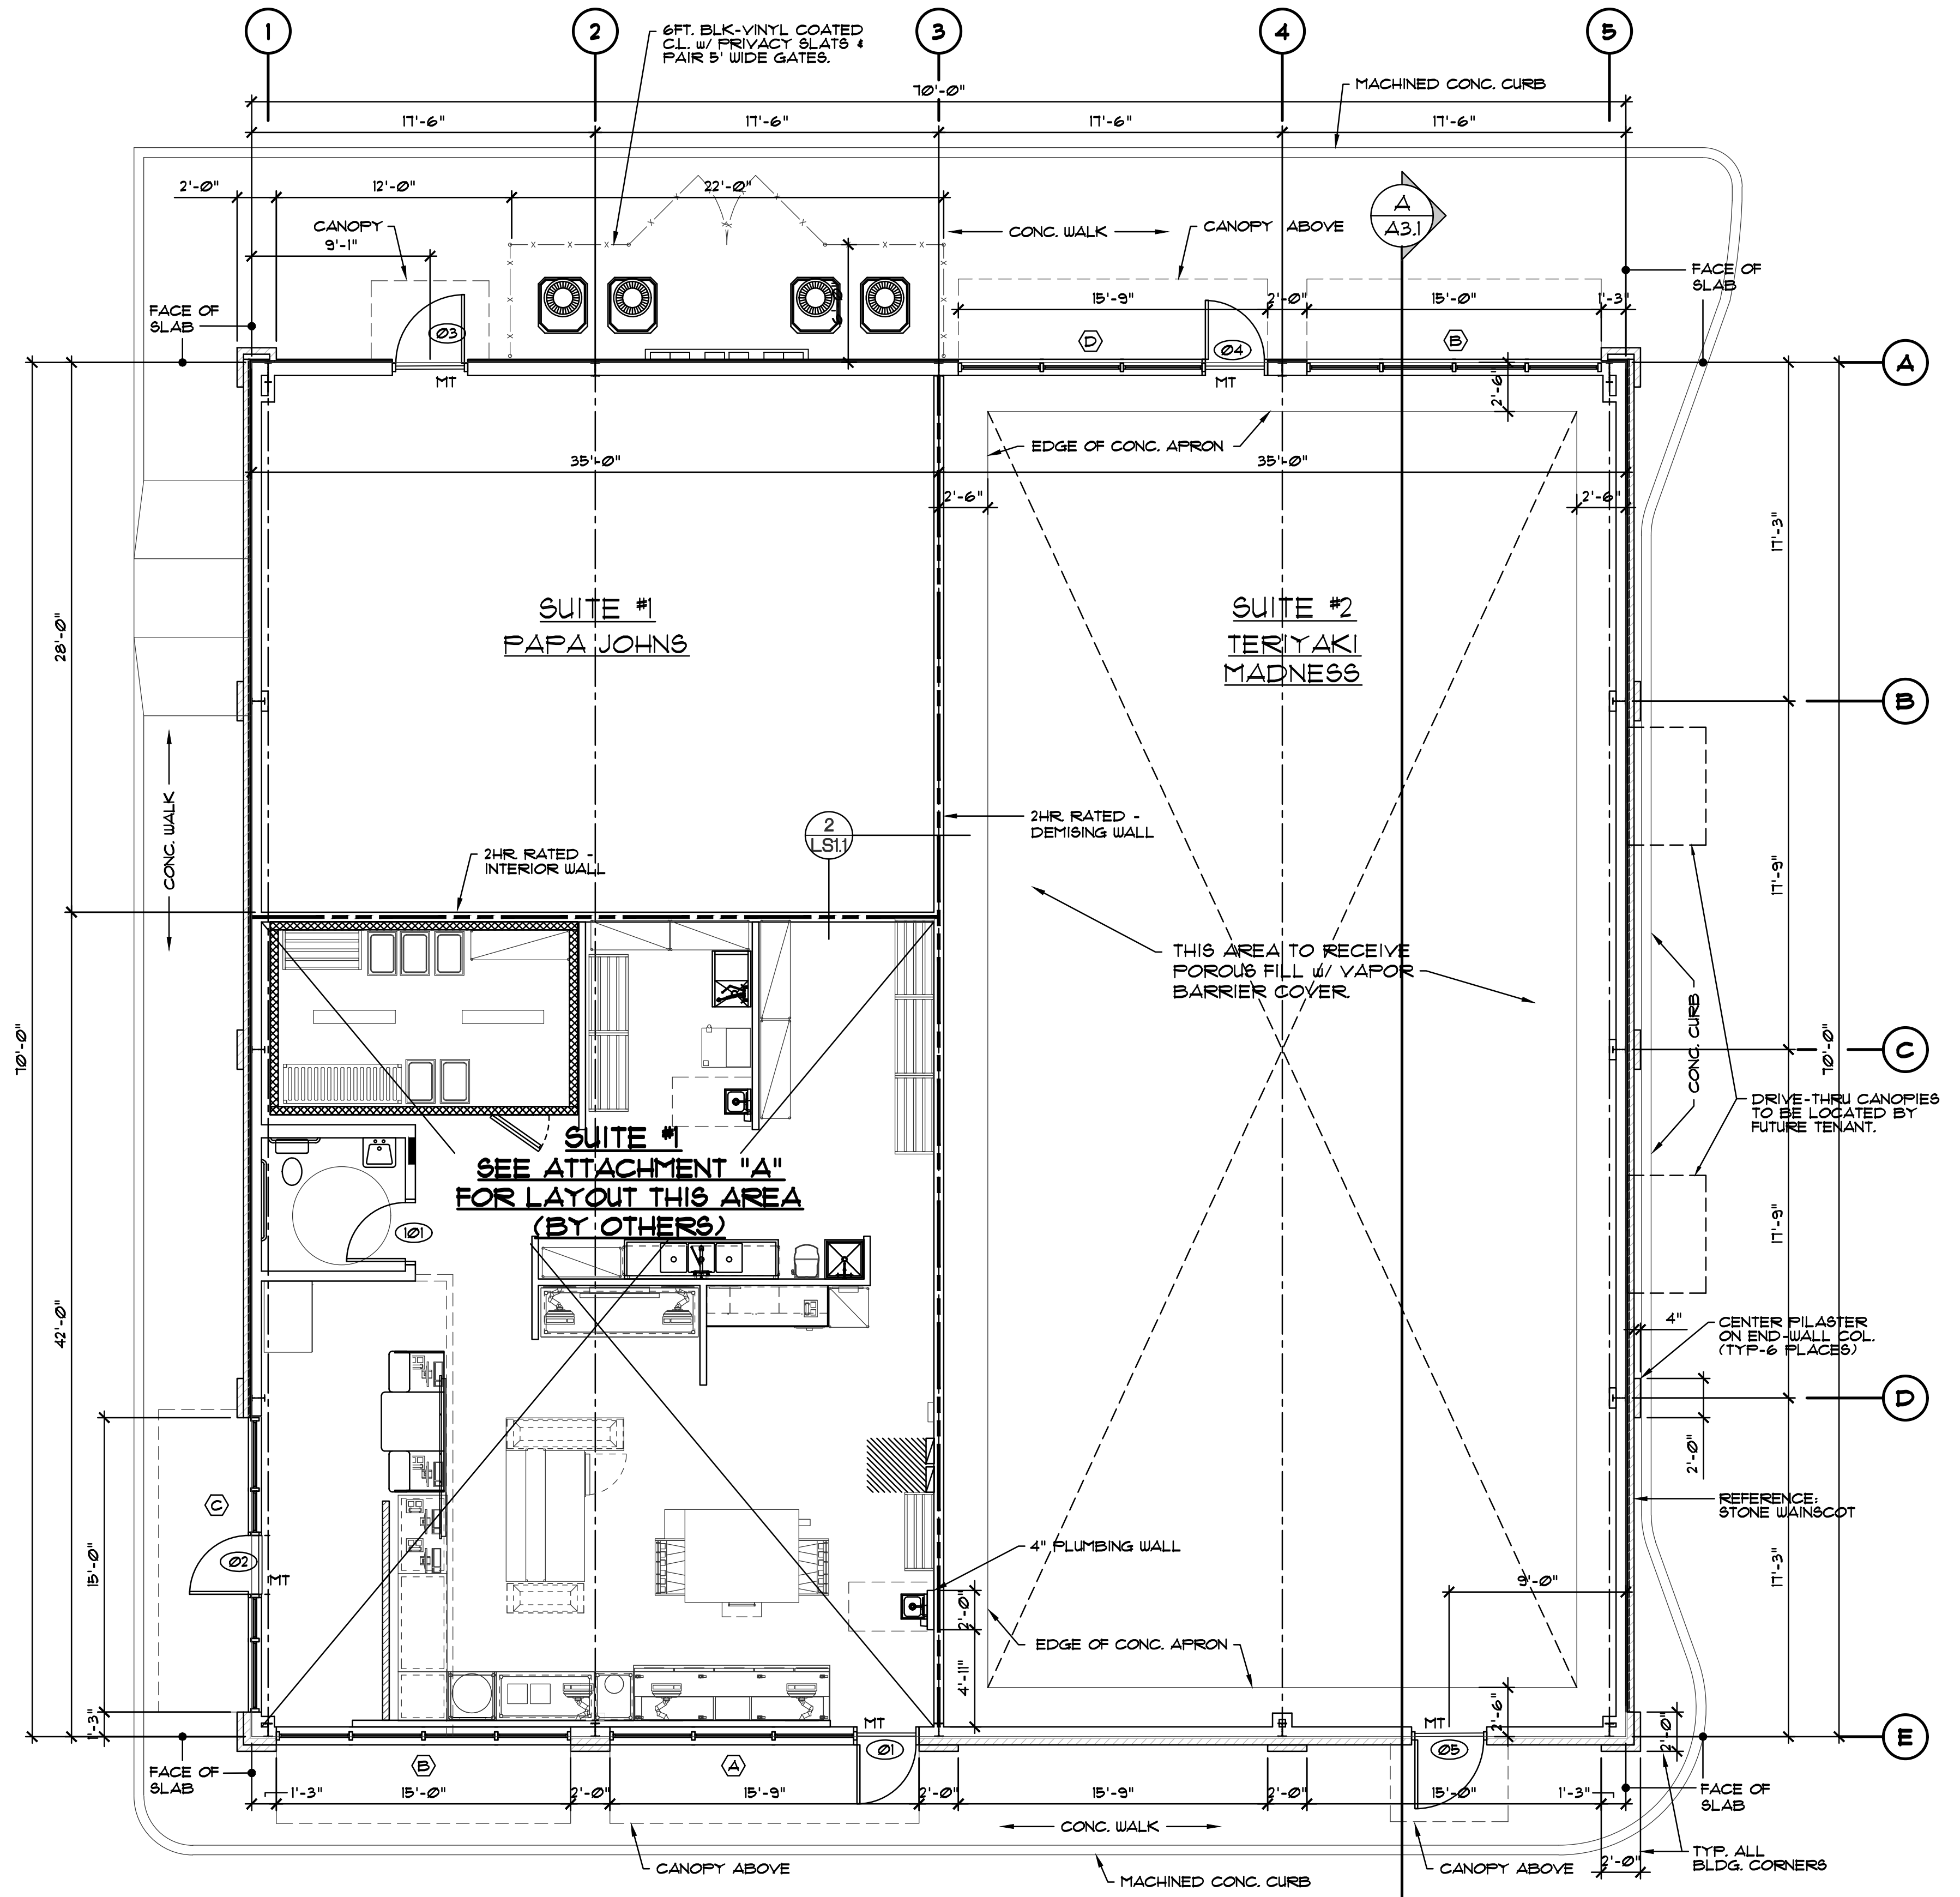 1 2 3 4 5
6FT. BLK-VINYL COATED
C.L. w/ PRIVACY SLATS &
PAIR 5' WIDE GATES.
MACHINED CONC. CURB
70'-0"
17'-6" 17'-6" 17'-6" 17'-6"
2'-0" 12'-0" 22'-0"
A
A3.1
CANOPY
9'-1"
CONC. WALK
CANOPY ABOVE
FACE OF
SLAB
FACE OF
SLAB
15'-9" 2'-0" 15'-0" 1'-3"
03 D 04 B
A
MT MT
2'-6"
EDGE OF CONC. APRON
35'-0" 35'-0"
2'-6" 2'-6"
17'-3"
SUITE #1
PAPA JOHNS
SUITE #2
TERIYAKI
MADNESS
28'-0"
B
CONC. WALK
2HR. RATED -
INTERIOR WALL
2
LS1.1
2HR. RATED -
DEMISING WALL
17'-9"
THIS AREA TO RECEIVE
POROUS FILL w/ VAPOR
BARRIER COVER.
70'-0"
CONC. CURB
70'-0"
C
DRIVE-THRU CANOPIES
TO BE LOCATED BY
FUTURE TENANT.
SUITE #1
SEE ATTACHMENT "A"
FOR LAYOUT THIS AREA
(BY OTHERS)
101
17'-9"
42'-0"
4"
CENTER PILASTER
ON END-WALL COL.
(TYP-6 PLACES)
D
2'-0"
C
REFERENCE:
STONE WAINSCOT
02
MT
15'-0"
4" PLUMBING WALL
17'-3"
9'-0"
2'-0"
EDGE OF CONC. APRON
4'-11"
2'-6"
1'-3"
MT MT
2'-0"
E
B A 01 05
FACE OF
SLAB
1'-3" 15'-0" 2'-0" 15'-9" 2'-0" 15'-9" 2'-0" 15'-0" 1'-3"
FACE OF
SLAB
CONC. WALK
CANOPY ABOVE
MACHINED CONC. CURB
CANOPY ABOVE
2'-0"
TYP. ALL
BLDG. CORNERS